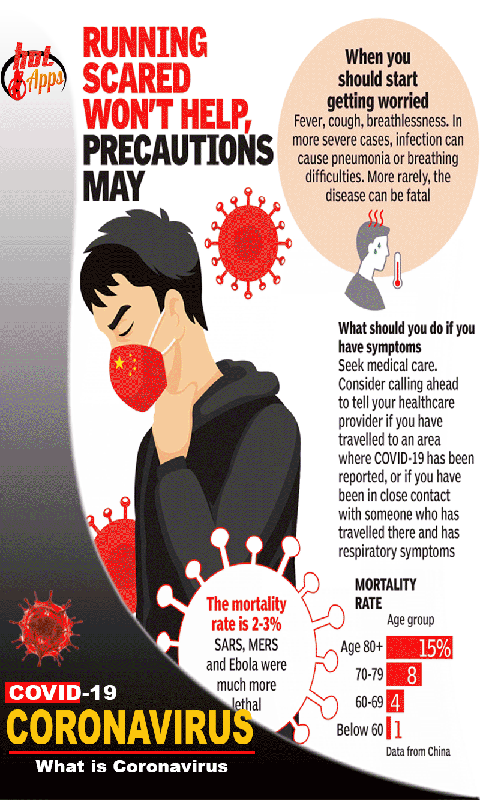 hot
Apps
RUNNING
SCARED
WON'T HELP,
PRECAUTIONS
MAY
When you
should start
getting worried
Fever, cough, breathlessness. In
more severe cases, infection can
cause pneumonia or breathing
difficulties. More rarely, the
disease can be fatal
What should you do if you
have symptoms
Seek medical care.
Consider calling ahead
to tell your healthcare
provider if you have
travelled to an area
where COVID-19 has been
reported, or if you have
been in close contact
with someone who has
travelled there and has
respiratory symptoms
The mortality
rate is 2-3%
SARS, MERS
and Ebola were
much more
lethal
MORTALITY
RATE
Age group
Age 80+ 15%
70-79 8
60-69 4
Below 60 1
Data from China
COVID-19
CORONAVIRUS
What is Coronavirus